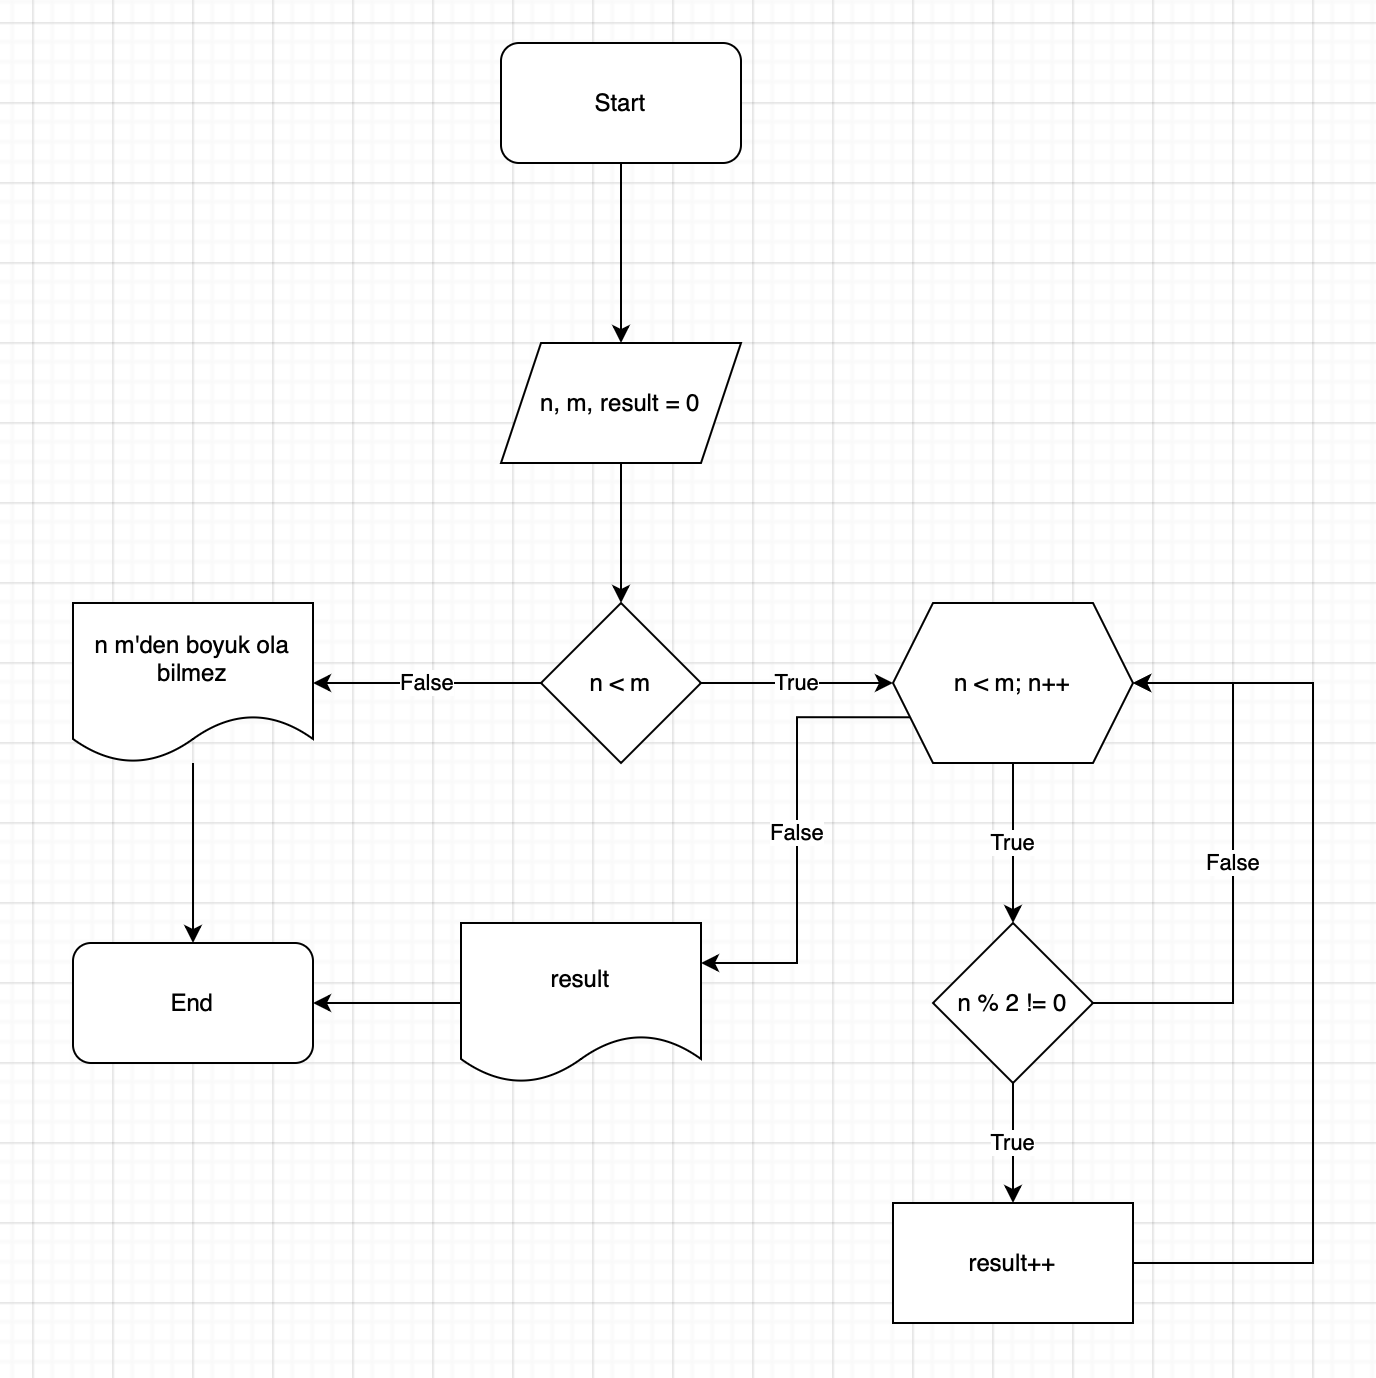 Start
n, m, result = 0
n m'den boyuk ola
bilmez
False
n < m
True
n < m; n++
False
True
False
result
End
n % 2 != 0
True
result++